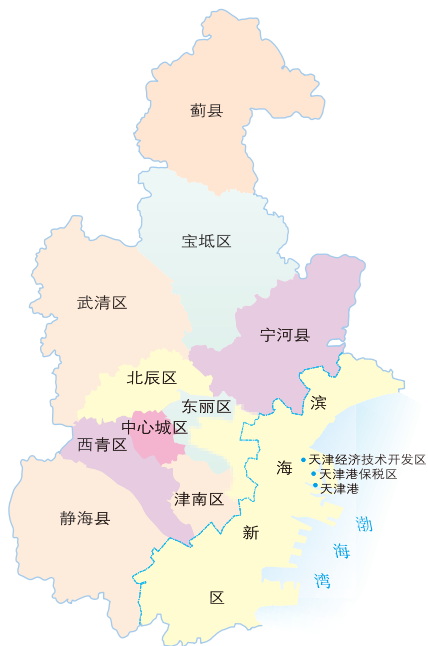 蓟县
宝坻区
武清区
宁河县
北辰区
滨
东丽区
中心城区
西青区
海
天津经济技术开发区
天津港保税区
天津港
津南区
静海县
新
渤
海
湾
区